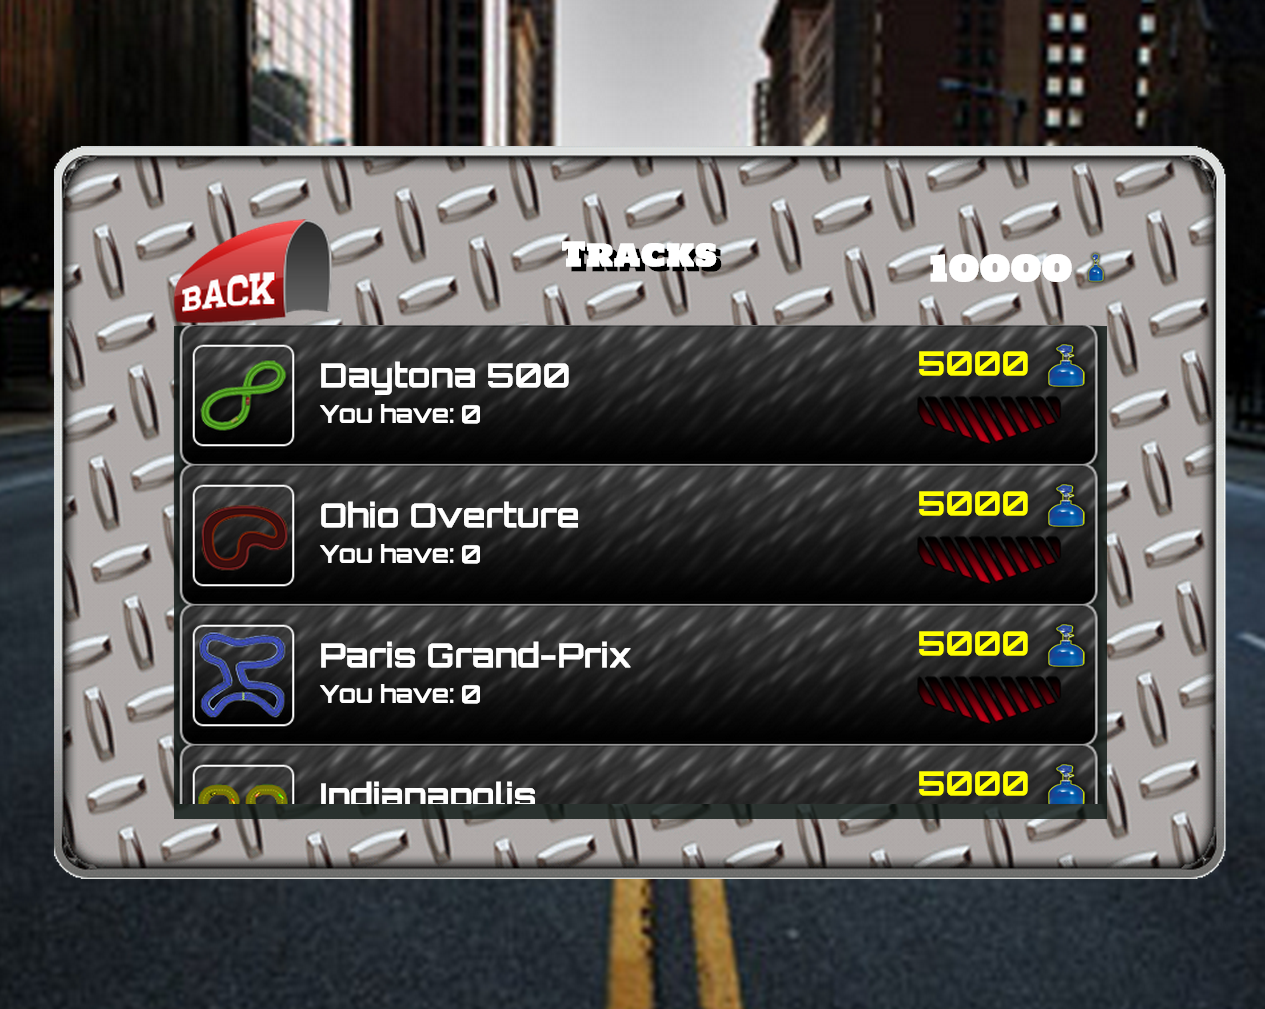 Tracks
10000
BACK
Daytona 500
5000
You have: 0
Ohio Overture
5000
You have: 0
Paris Grand-Prix
5000
You have: 0
Indianapolis
5000